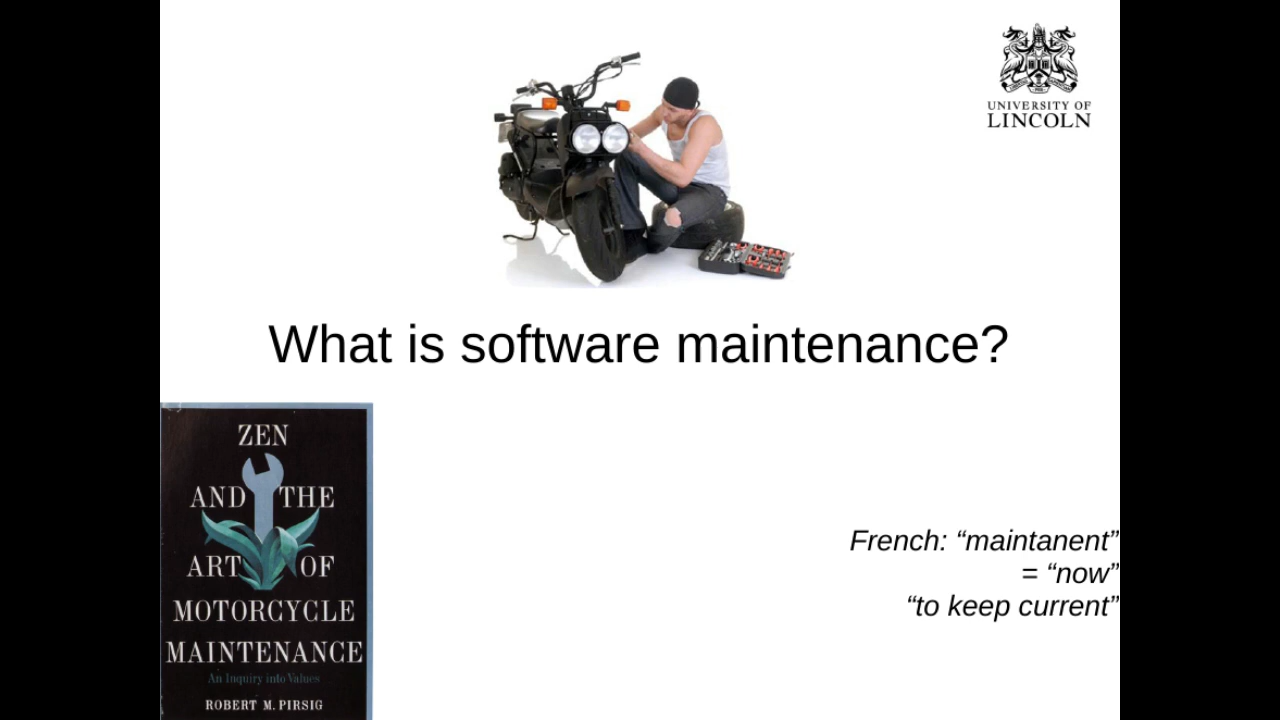 UNIVERSITY OF
LINCOLN
What is software maintenance?
ZEN
AND THE
ART OF
MOTORCYCLE
MAINTENANCE
An Inquiry into Values
ROBERT M. PIRSIG
French: “maintanent”
= “now”
“to keep current”